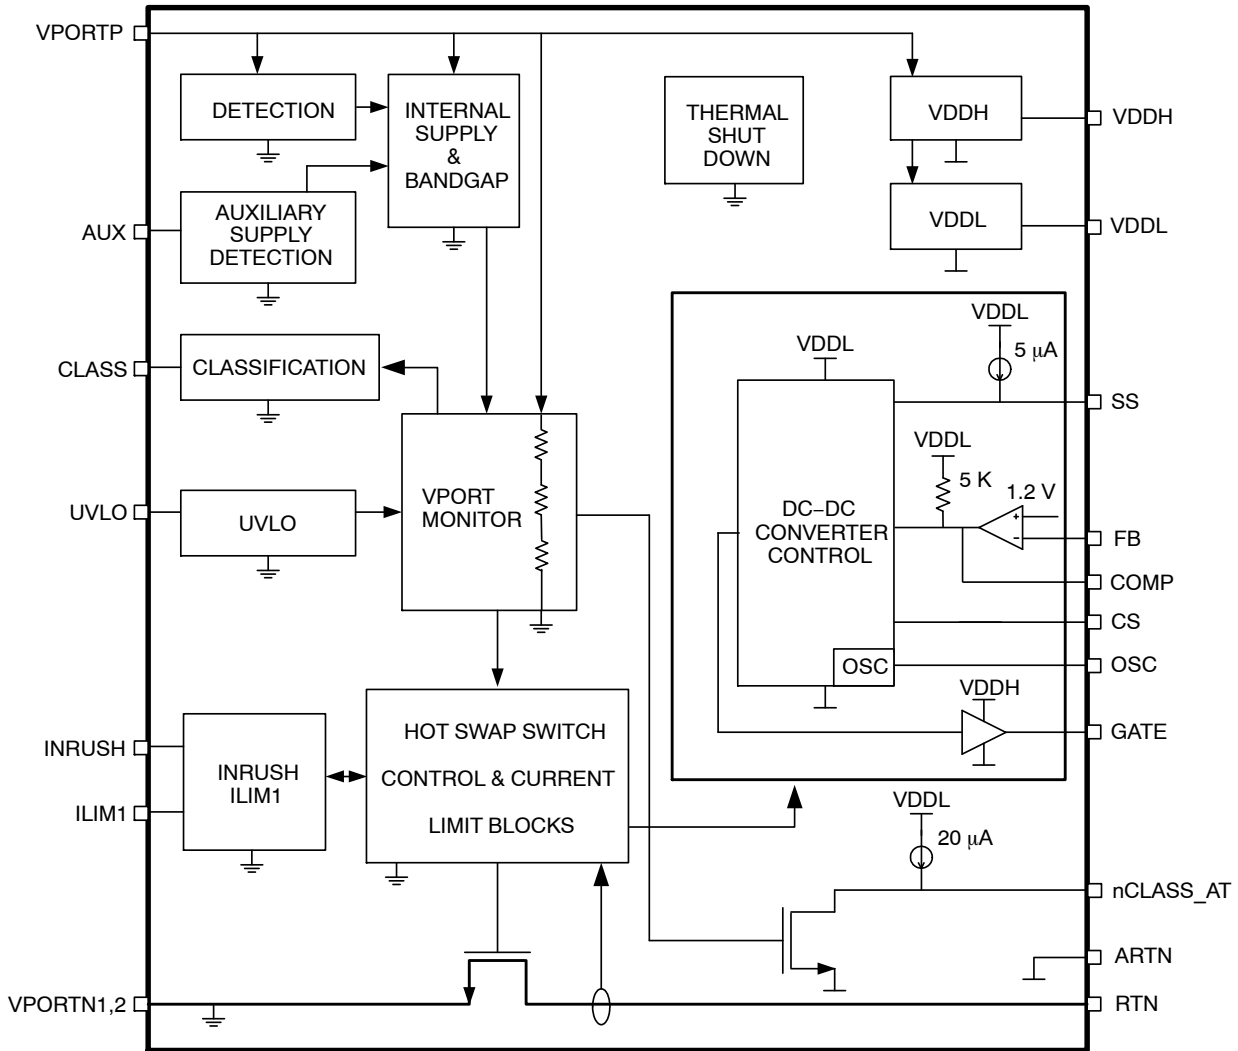 VPORTP
DETECTION
INTERNAL
SUPPLY
&
BANDGAP
THERMAL
SHUT
DOWN
VDDH
VDDH
AUX
AUXILIARY
SUPPLY
DETECTION
VDDL
VDDL
CLASS
CLASSIFICATION
VDDL
VDDL
5 μA
SS
VDDL
5 K
1.2 V
+
−
UVLO
UVLO
VPORT
MONITOR
DC−DC
CONVERTER
CONTROL
FB
COMP
CS
OSC
OSC
VDDH
GATE
INRUSH
ILIM1
INRUSH
ILIM1
HOT SWAP SWITCH
CONTROL & CURRENT
LIMIT BLOCKS
VDDL
20 μA
nCLASS_AT
ARTN
VPORTN1,2
RTN